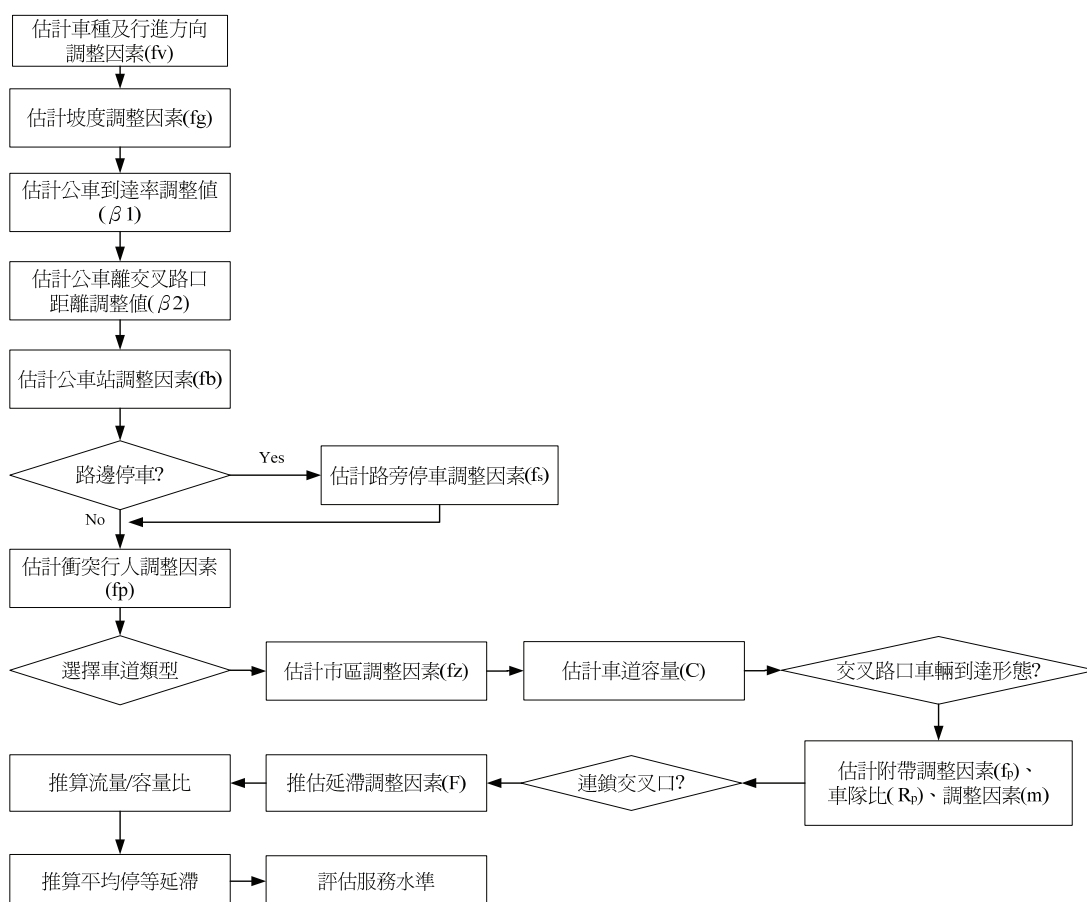 估計車種及行進方向
調整因素(fv)
估計坡度調整因素(fg)
估計公車到達率調整值
(β1)
估計公車離交叉路口
距離調整值(β2)
估計公車站調整因素(fb)
路邊停車?
Yes
估計路旁停車調整因素(fs)
No
估計衝突行人調整因素
(fp)
選擇車道類型
估計市區調整因素(fz)
估計車道容量(C)
交叉路口車輛到達形態?
估計附帶調整因素(fp)、
車隊比(Rp)、調整因素(m)
連鎖交叉口?
推估延滯調整因素(F)
推算流量/容量比
推算平均停等延滯
評估服務水準